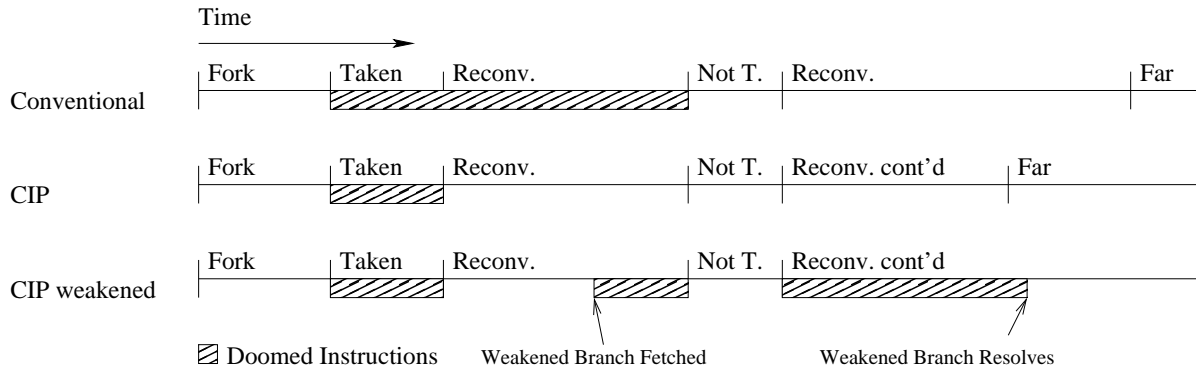 Time
Fork Taken Reconv. Not T. Reconv. Far
Conventional
Fork Taken Reconv. Not T. Reconv. cont'd Far
CIP
Fork Taken Reconv. Not T. Reconv. cont'd
CIP weakened
Doomed Instructions Weakened Branch Fetched Weakened Branch Resolves